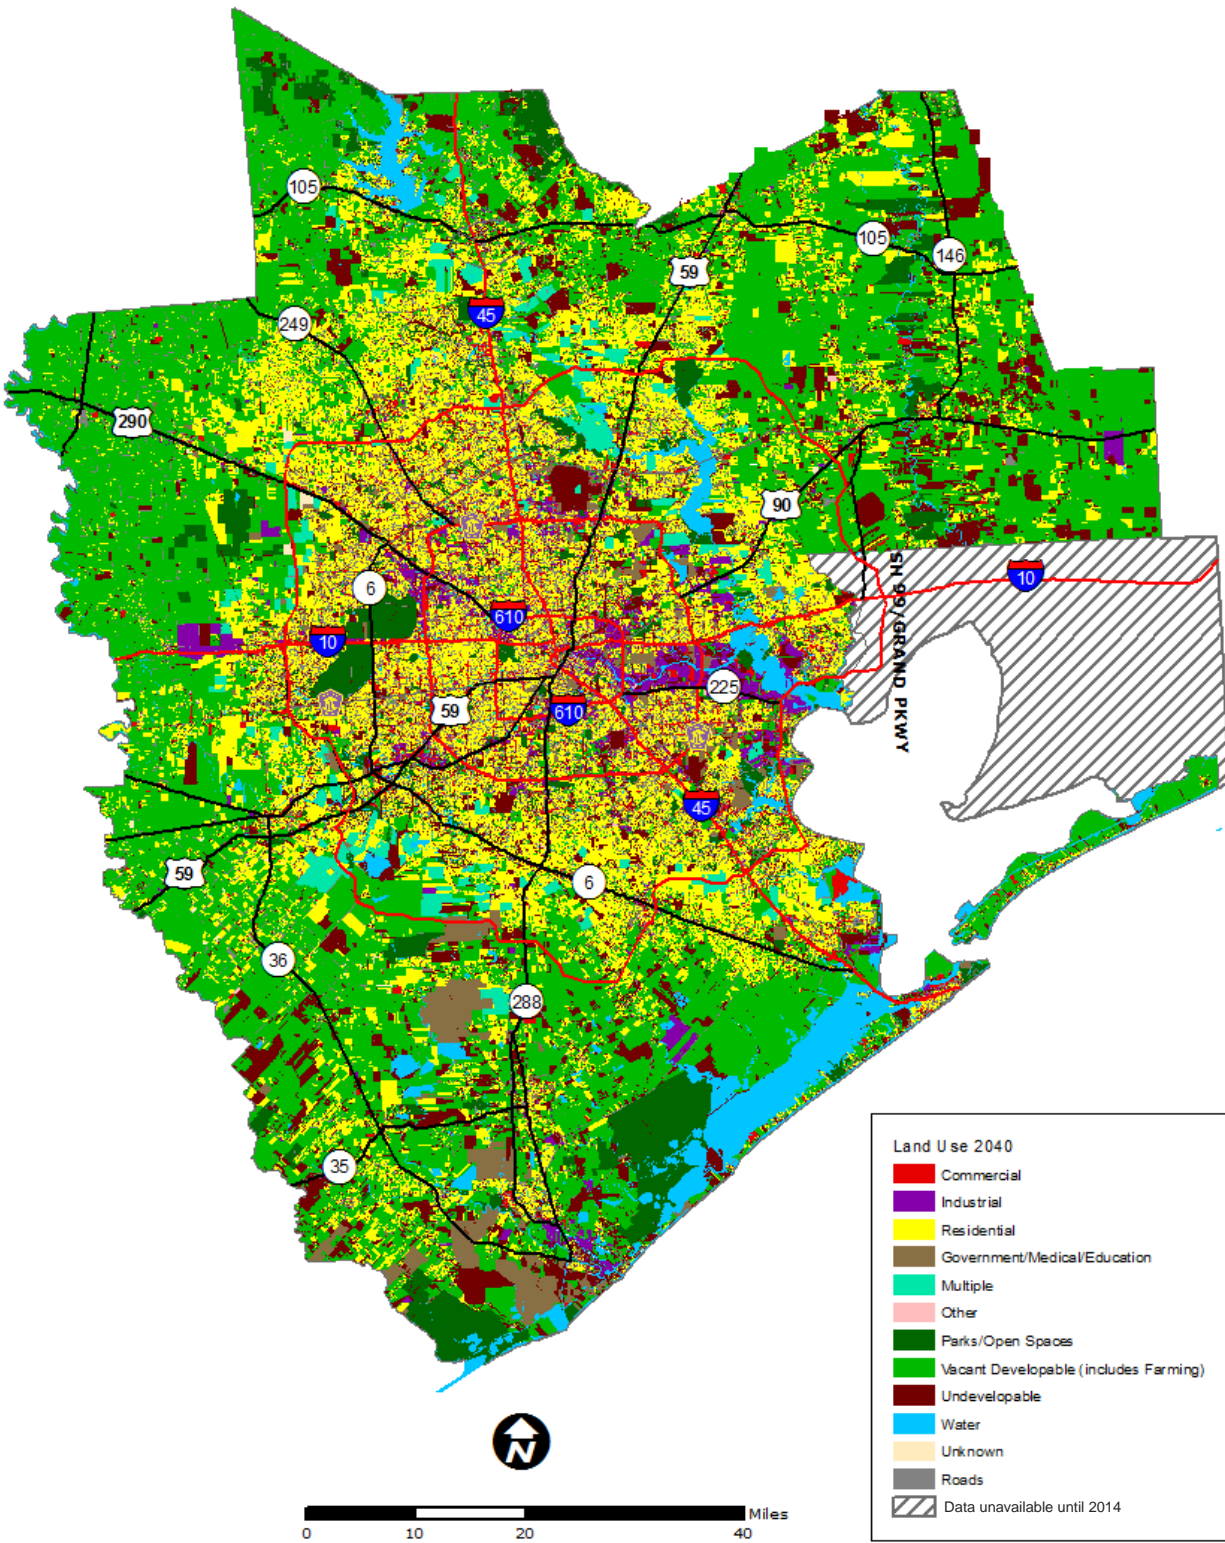 105
105
146
59
45
249
290
90
SH 99/GRAND PKWY
10
6
610
10
225
59
610
45
59
6
36
288
35
Land Use 2040
Commercial
Industrial
Residential
Government/Medical/Education
Multiple
Other
Parks/Open Spaces
Vacant Developable (includes Farming)
Undevelopable
Water
Unknown
Roads
Data unavailable until 2014
N
Miles
0 10 20 40